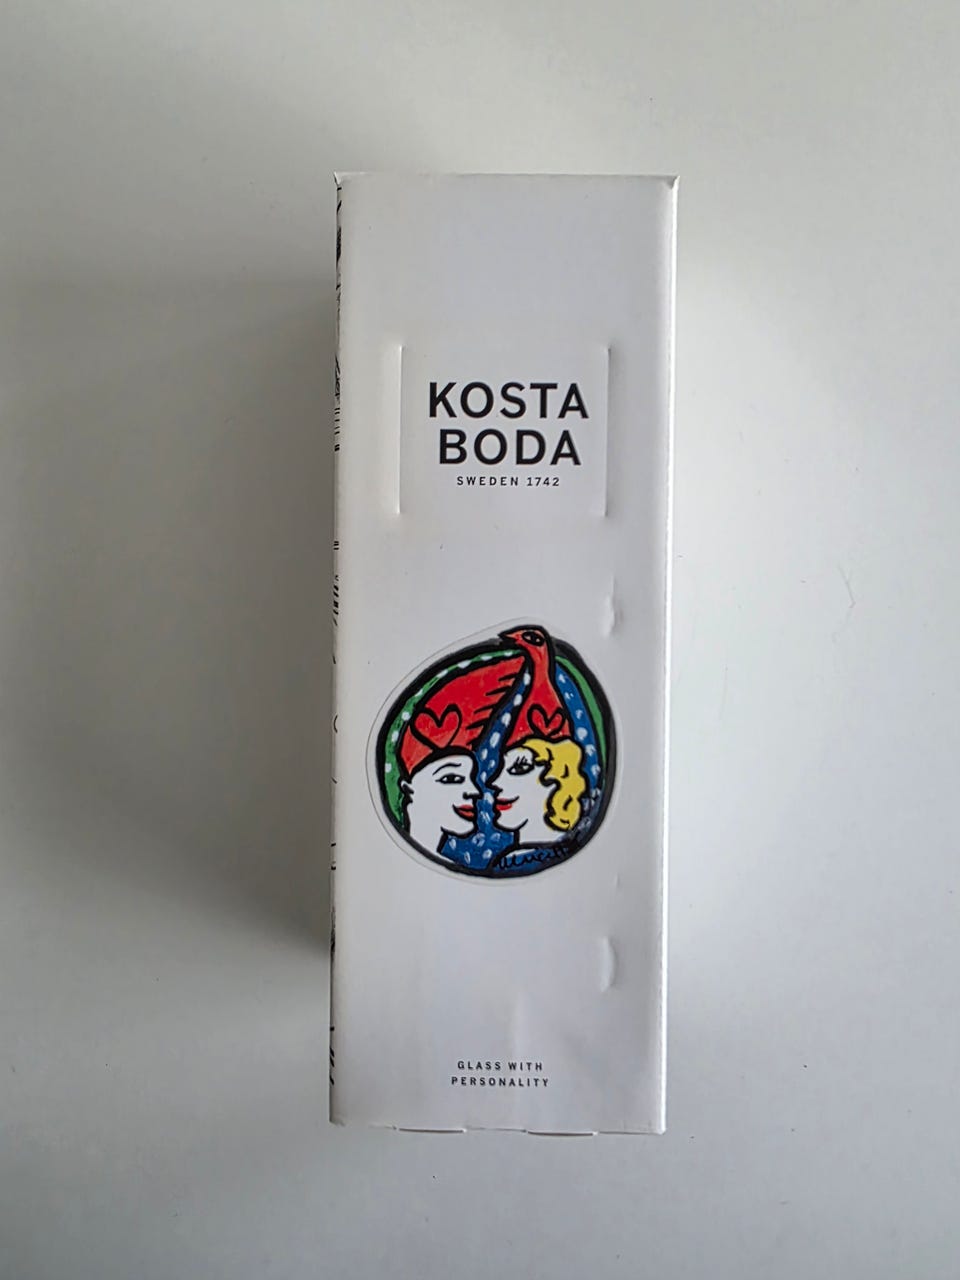 KOSTA
BODA
SWEDEN 1742
GLASS WITH
PERSONALITY